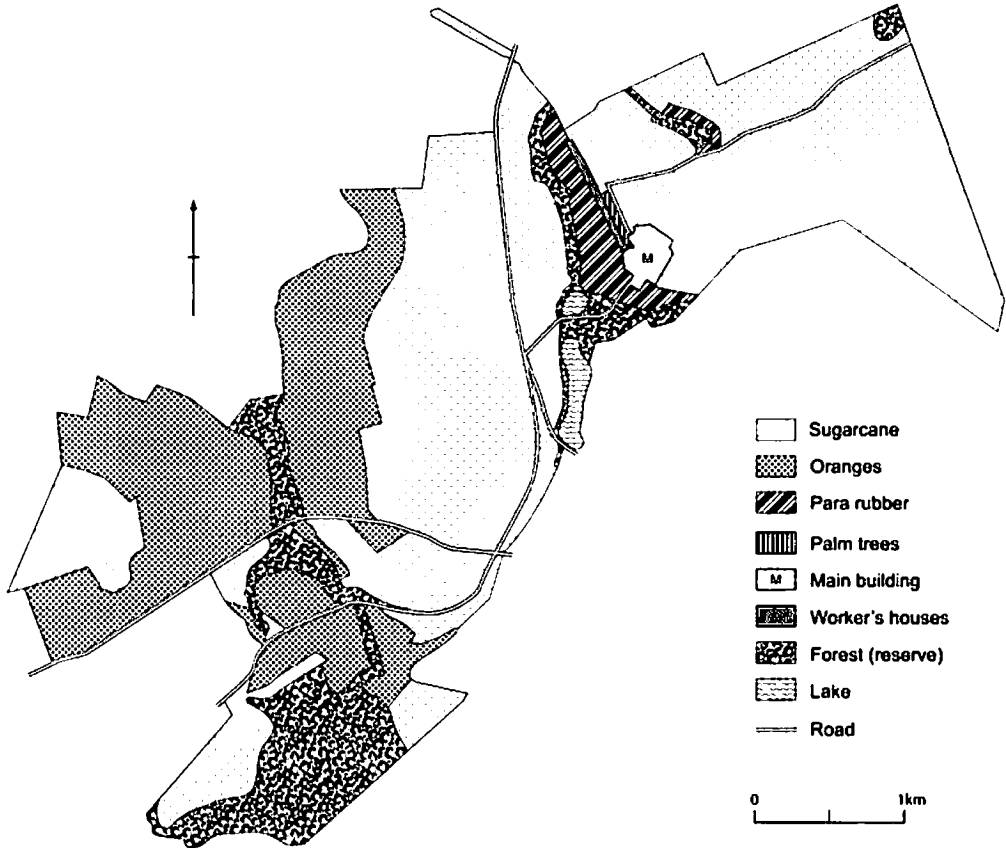 M
Sugarcane
Oranges
Para rubber
Palm trees
M Main building
Worker's houses
Forest (reserve)
Lake
Road
0 1km